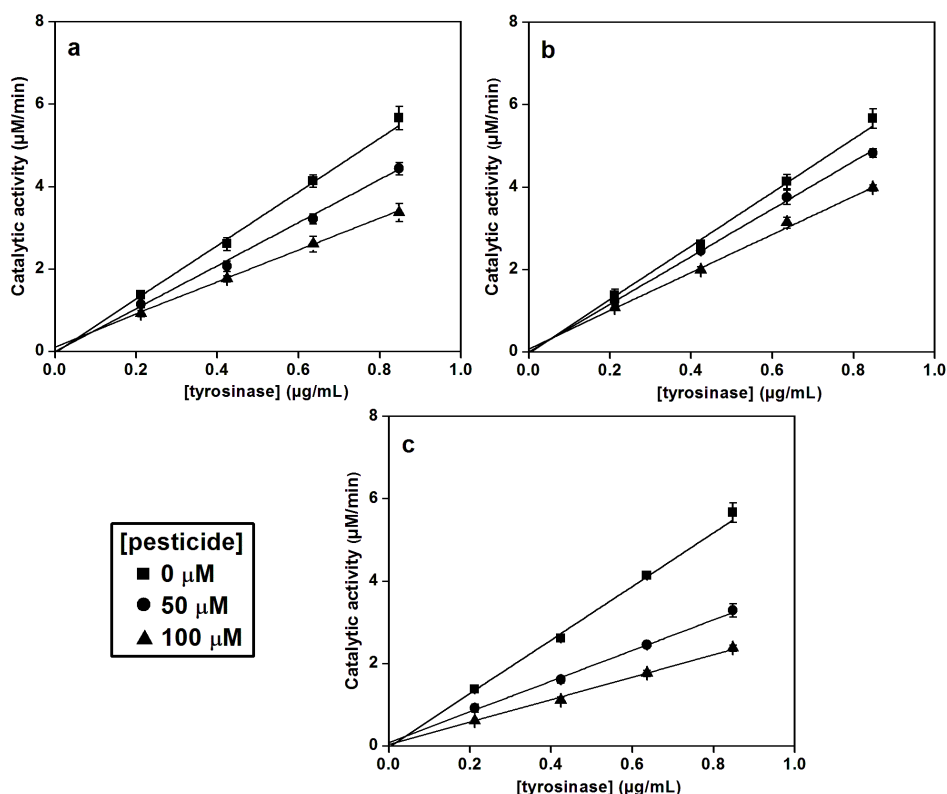 a
8
6
4
2
0
Catalytic activity (µM/min)
0.0 0.2 0.4 0.6 0.8 1.0
[tyrosinase] (µg/mL)
b
8
6
4
2
0
Catalytic activity (µM/min)
0.0 0.2 0.4 0.6 0.8 1.0
[tyrosinase] (µg/mL)
c
8
6
4
2
0
Catalytic activity (µM/min)
0.0 0.2 0.4 0.6 0.8 1.0
[tyrosinase] (µg/mL)
[pesticide]
0 µM
50 µM
100 µM